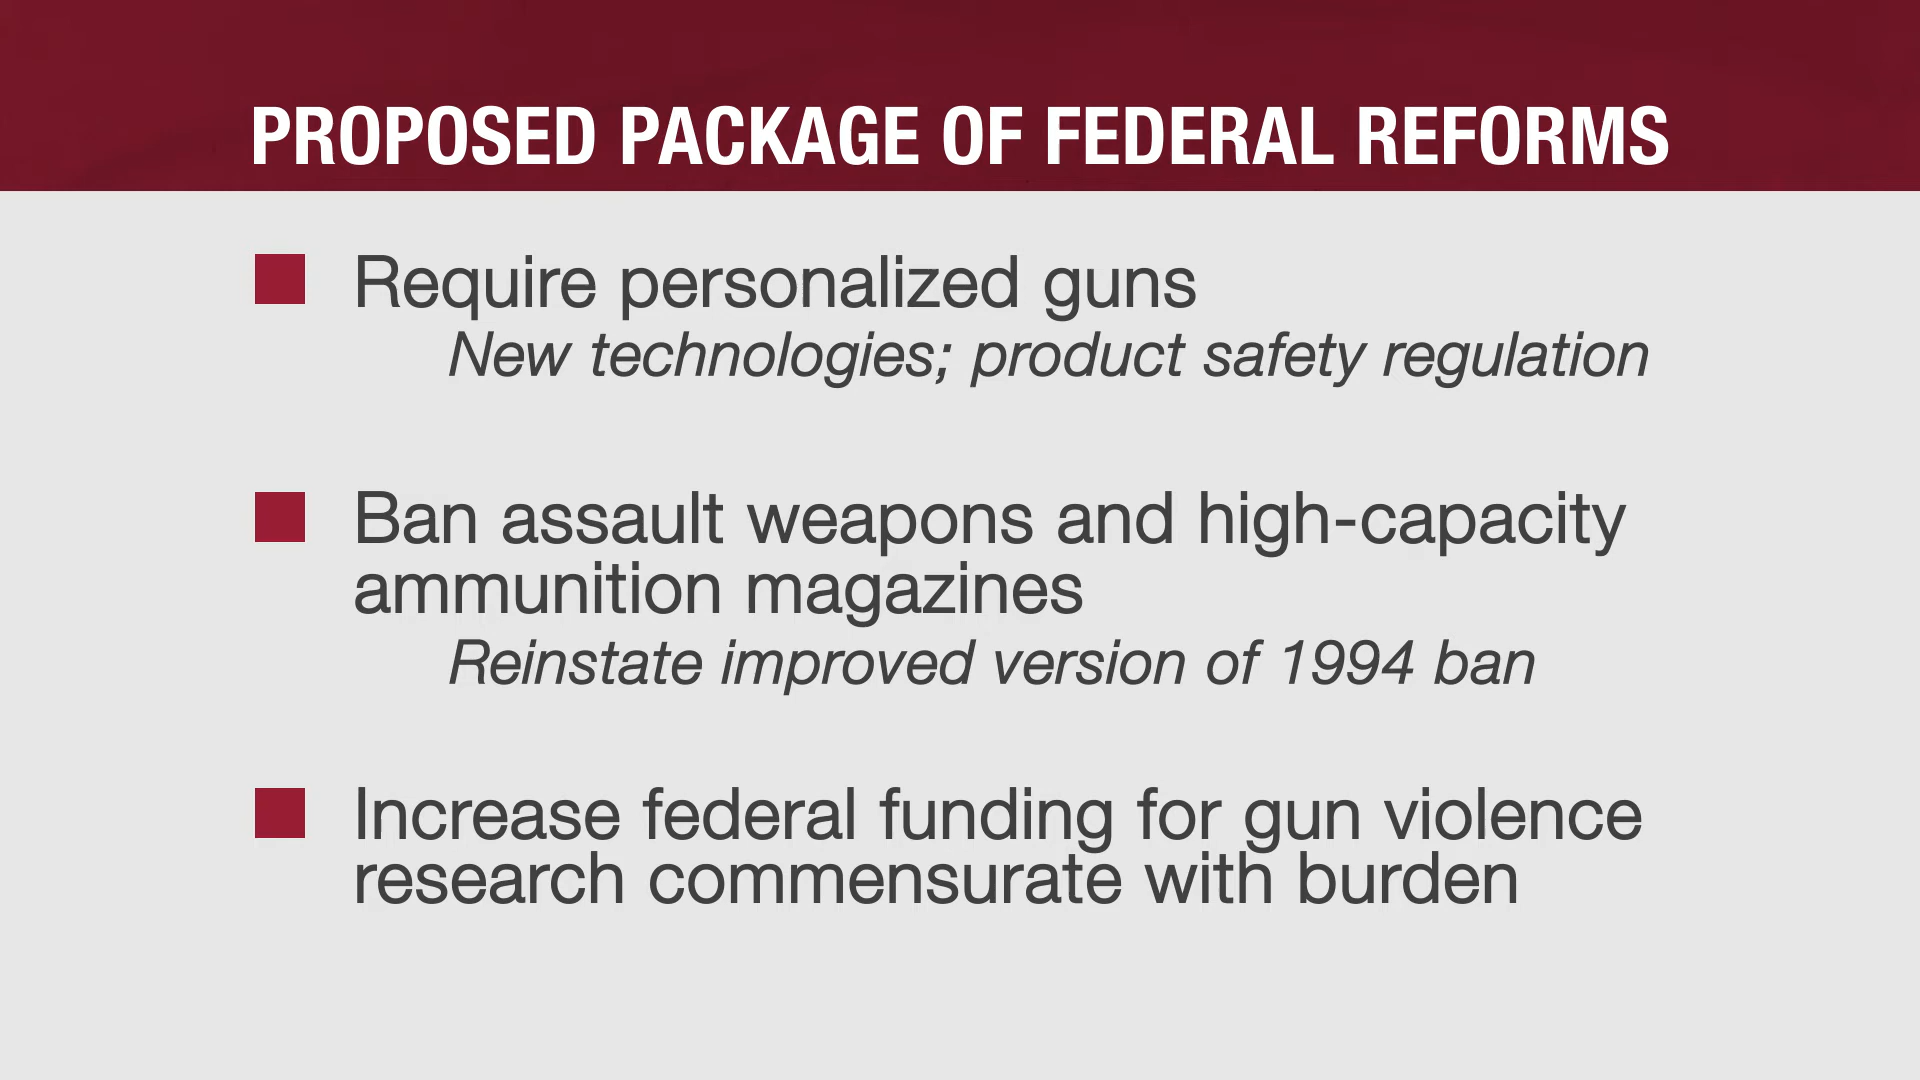 PROPOSED PACKAGE OF FEDERAL REFORMS
Require personalized guns
New technologies; product safety regulation
Ban assault weapons and high-capacity
ammunition magazines
Reinstate improved version of 1994 ban
Increase federal funding for gun violence
research commensurate with burden